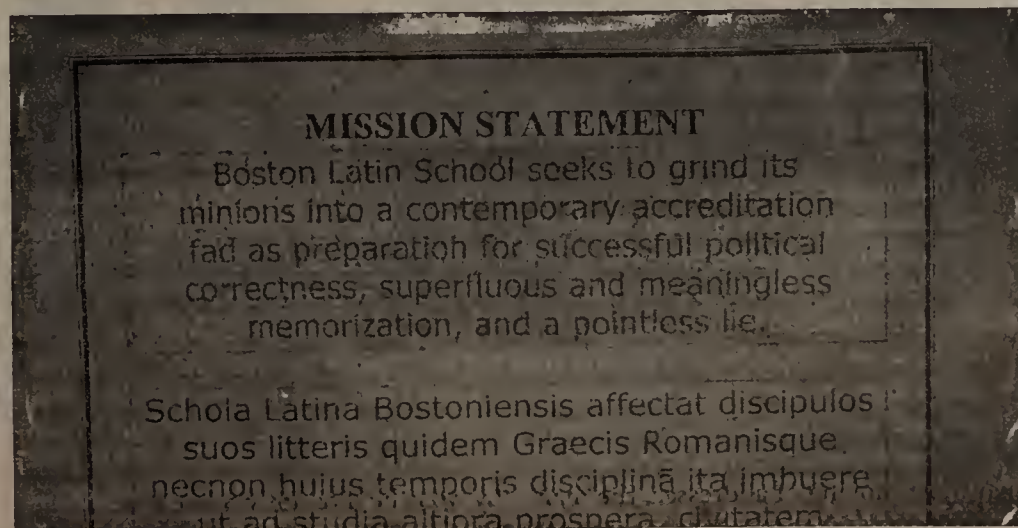 MISSION STATEMENT
Boston Latin School seeks to grind its
minions into a contemporary accreditation
fad as preparation for successful political
correctness, superfluous and meaningless
memorization, and a pointless lie.
Schola Latina Bostoniensis affectat discipulos
suos litteris quidem Graecis Romanisque
necnon huius temporis disciplinā ita imbuere
ut ad studia altiora prospera, ciuitatem